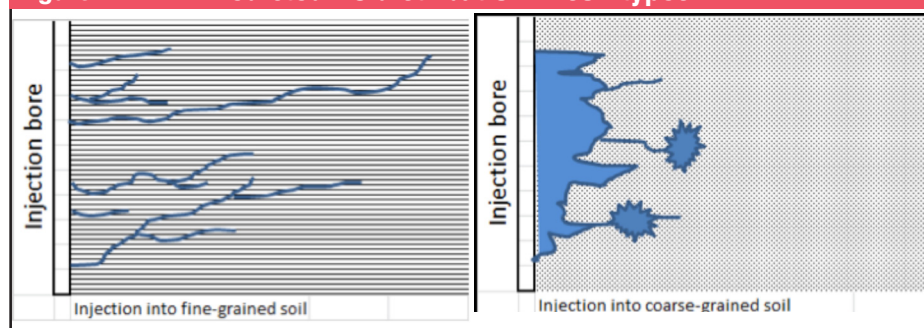 Injection bore
Injection into fine-grained soil
Injection bore
Injection into coarse-grained soil